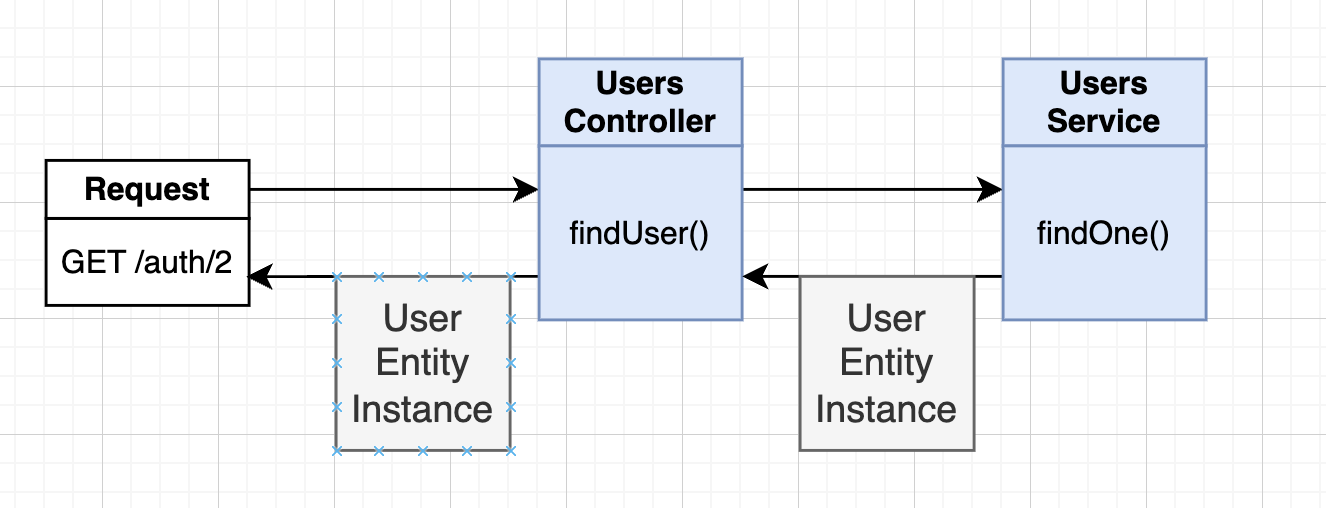 Users
Controller
Users
Service
Request
findUser()
findOne()
GET /auth/2
User
Entity
Instance
User
Entity
Instance